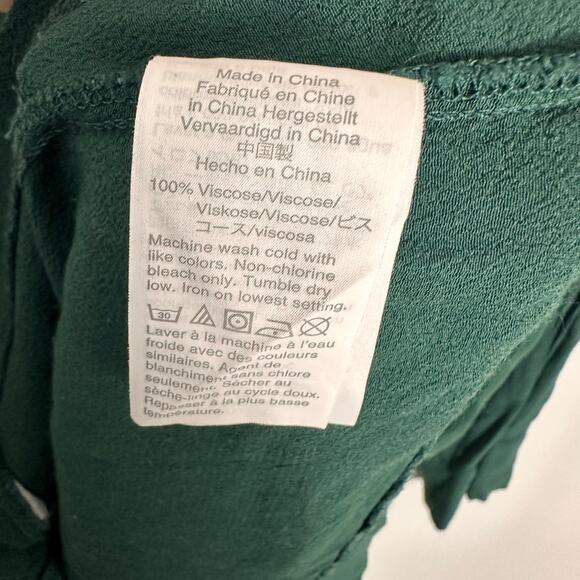 Made in China
Fabriqué en Chine
in China Hergestellt
Vervaardigd in China
中国製
Hecho en China
100% Viscose/Viscose/
Viskose/Viscose/ビス
コース/viscosa
Machine wash cold with
like colors. Non-chlorine
bleach only. Tumble dry
low. Iron on lowest setting.
30
Laver à la machine à l'eau
froide avec des couleurs
similaires. Agent de
blanchiment sans chlore
seulement. Sécher au
sèche-linge au cycle doux.
Repasser à la plus basse
température.